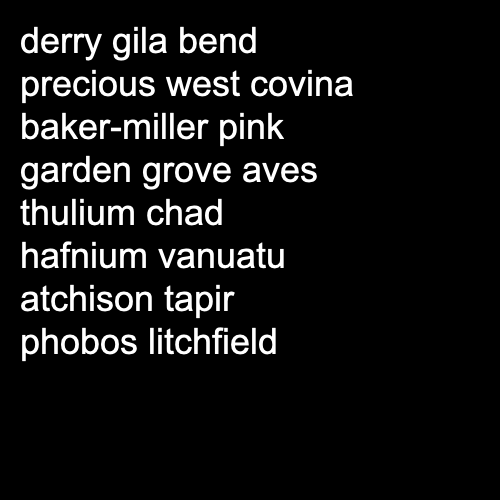 derry gila bend
precious west covina
baker-miller pink
garden grove aves
thulium chad
hafnium vanuatu
atchison tapir
phobos litchfield